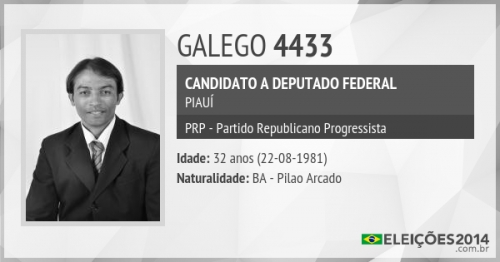 GALEGO 4433
CANDIDATO A DEPUTADO FEDERAL
PIAUÍ
PRP - Partido Republicano Progressista
Idade: 32 anos (22-08-1981)
Naturalidade: BA - Pilao Arcado
ELEIÇÕES2014
.com.br